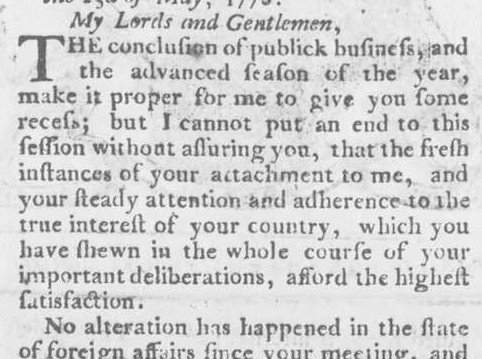 My Lords and Gentlemen,
THE concluſion of publick buſineſs, and
the advanced ſeaſon of the year,
make it proper for me to give you ſome
receſs; but I cannot put an end to this
ſeſſion without aſſuring you, that the freſh
inſtances of your attachment to me, and
your ſteady attention and adherence to the
true intereſt of your country, which you
have ſhewn in the whole courſe of your
important deliberations, afford the higheſt
ſatisfaction.
No alteration has happened in the ſtate
of foreign affairs ſince your meeting, and